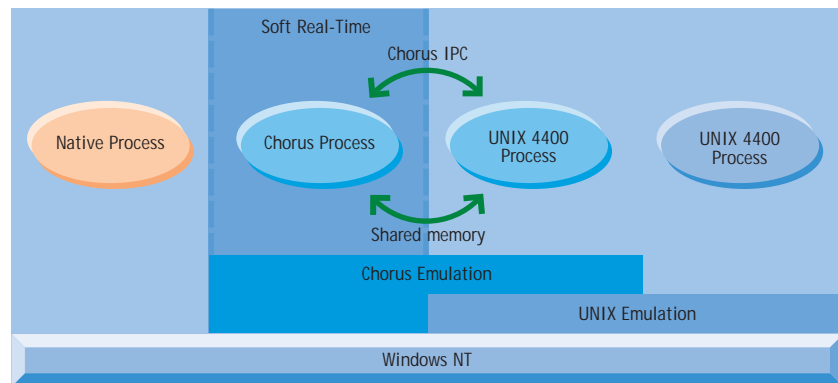 Soft Real-Time
Chorus IPC
Native Process
Chorus Process
UNIX 4400
Process
UNIX 4400
Process
Shared memory
Chorus Emulation
UNIX Emulation
Windows NT